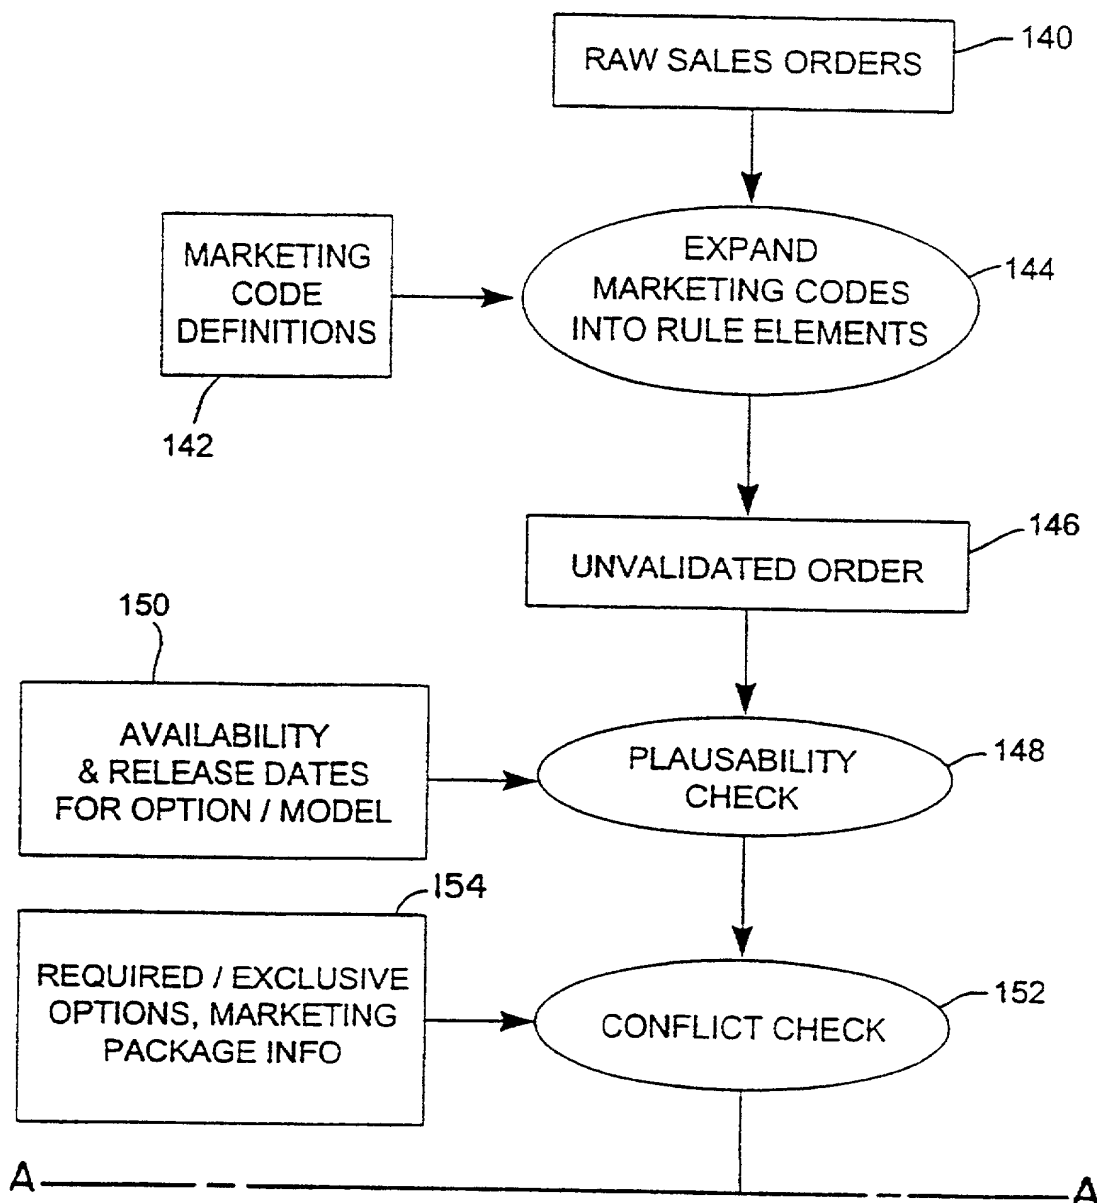 RAW SALES ORDERS
140
MARKETING
CODE
DEFINITIONS
142
EXPAND
MARKETING CODES
INTO RULE ELEMENTS
144
UNVALIDATED ORDER
146
150
AVAILABILITY
& RELEASE DATES
FOR OPTION / MODEL
PLAUSABILITY
CHECK
148
154
REQUIRED / EXCLUSIVE
OPTIONS, MARKETING
PACKAGE INFO
CONFLICT CHECK
152
A
A